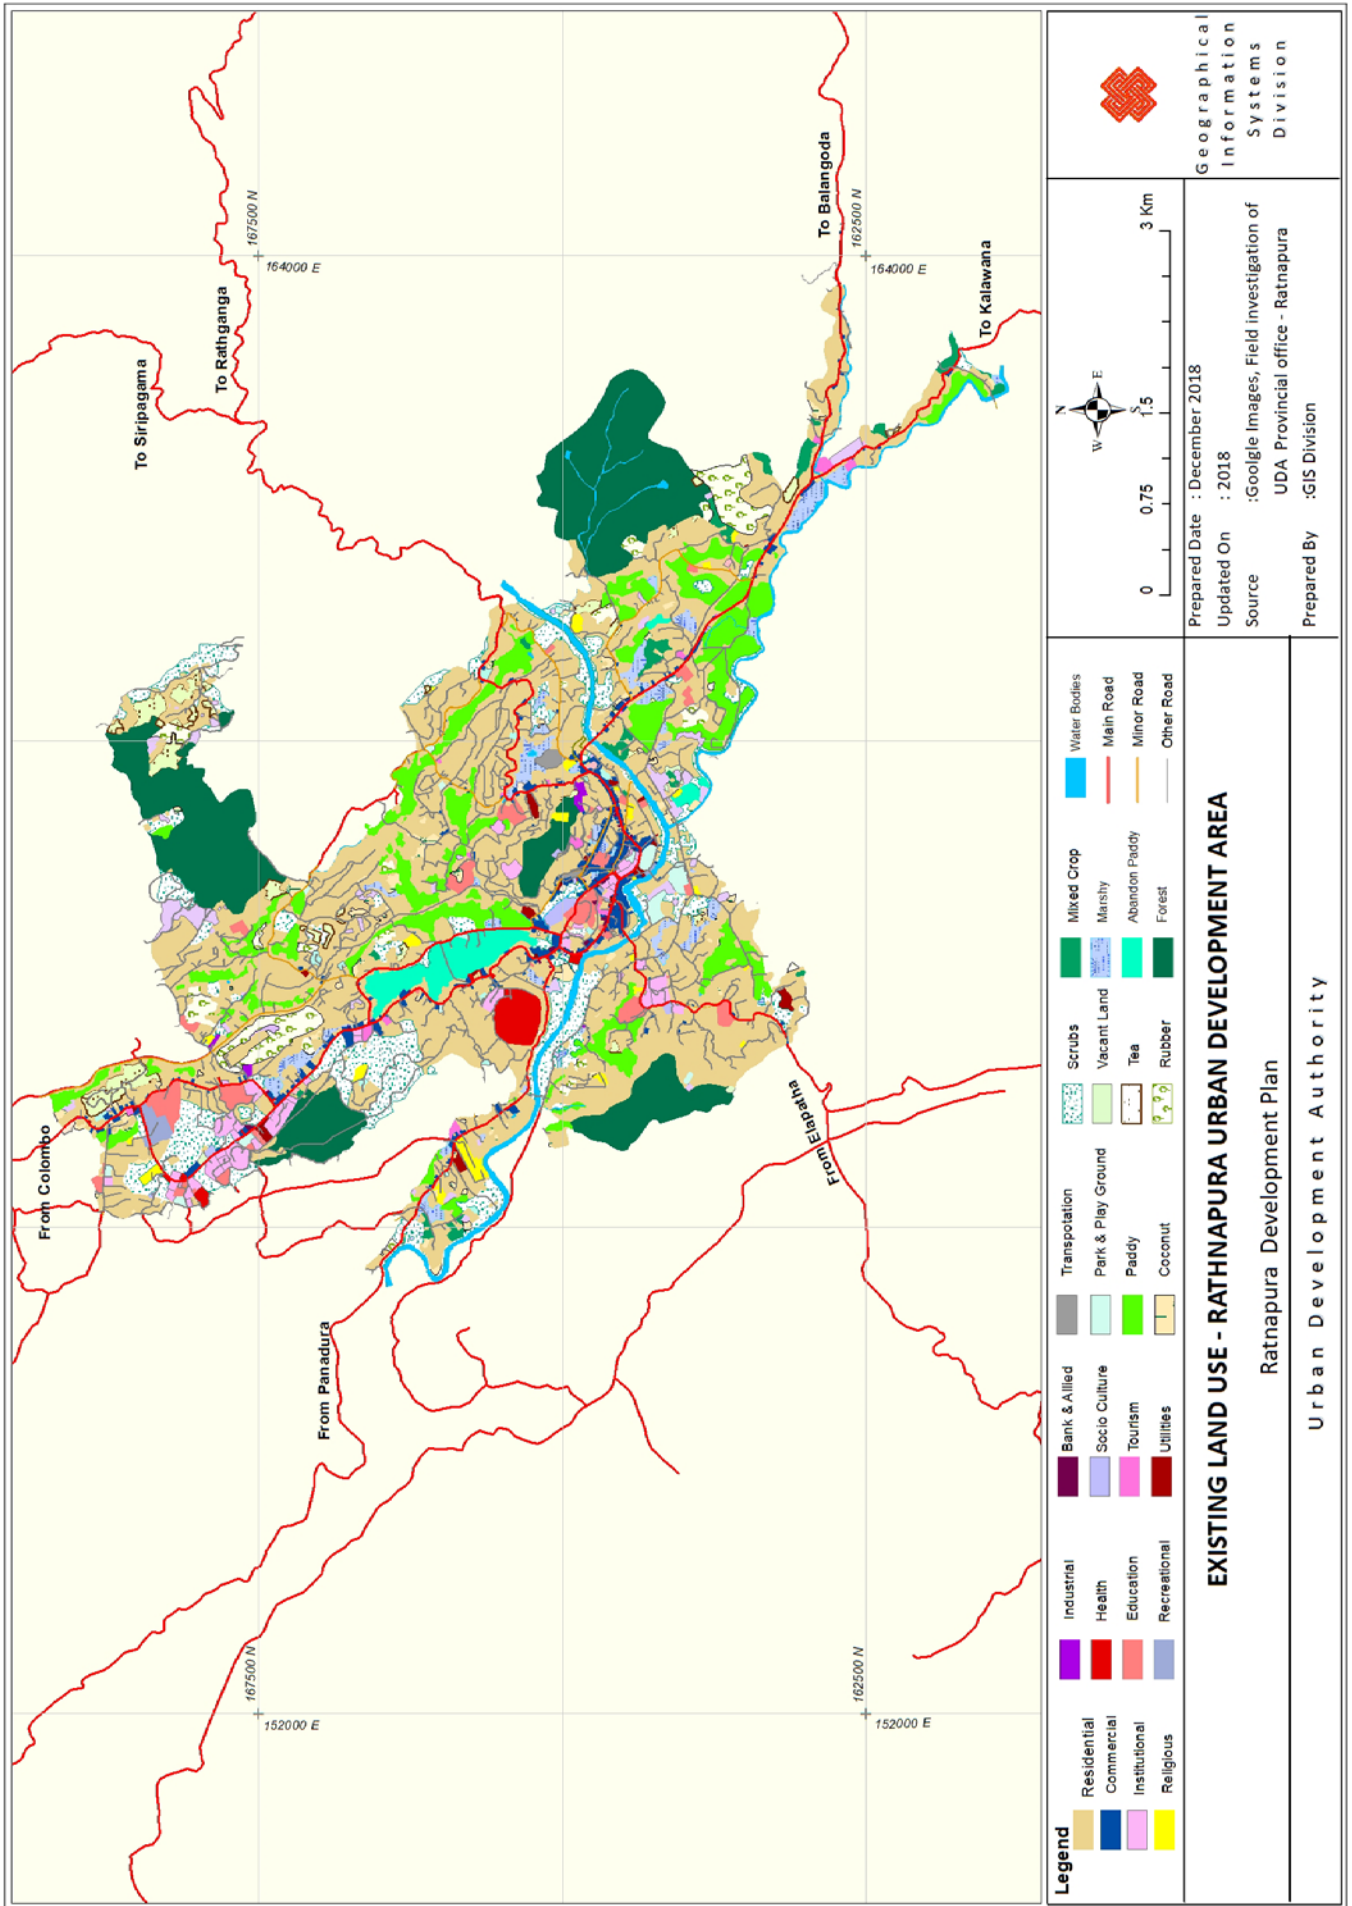 From Colombo
To Siripagama
To Rathganga
167500 N
152000 E
167500 N
164000 E
From Panadura
From Elapatha
To Balangoda
162500 N
152000 E
162500 N
164000 E
To Kalawana
Legend
Residential
Commercial
Institutional
Religious
Industrial
Health
Education
Recreational
Bank & Allied
Socio Culture
Tourism
Utilities
Transpotation
Park & Play Ground
Paddy
Coconut
Scrubs
Vacant Land
Tea
Rubber
Mixed Crop
Marshy
Abandon Paddy
Forest
Water Bodies
Main Road
Minor Road
Other Road
N
W
E
S
0
0.75
1.5
3 Km
EXISTING LAND USE - RATHNAPURA URBAN DEVELOPMENT AREA
Ratnapura Development Plan
Urban Development Authority
Prepared Date : December 2018
Updated On : 2018
Source :Goolgle Images, Field investigation of
UDA Provincial office - Ratnapura
Prepared By :GIS Division
Geographical
Information
Systems
Division